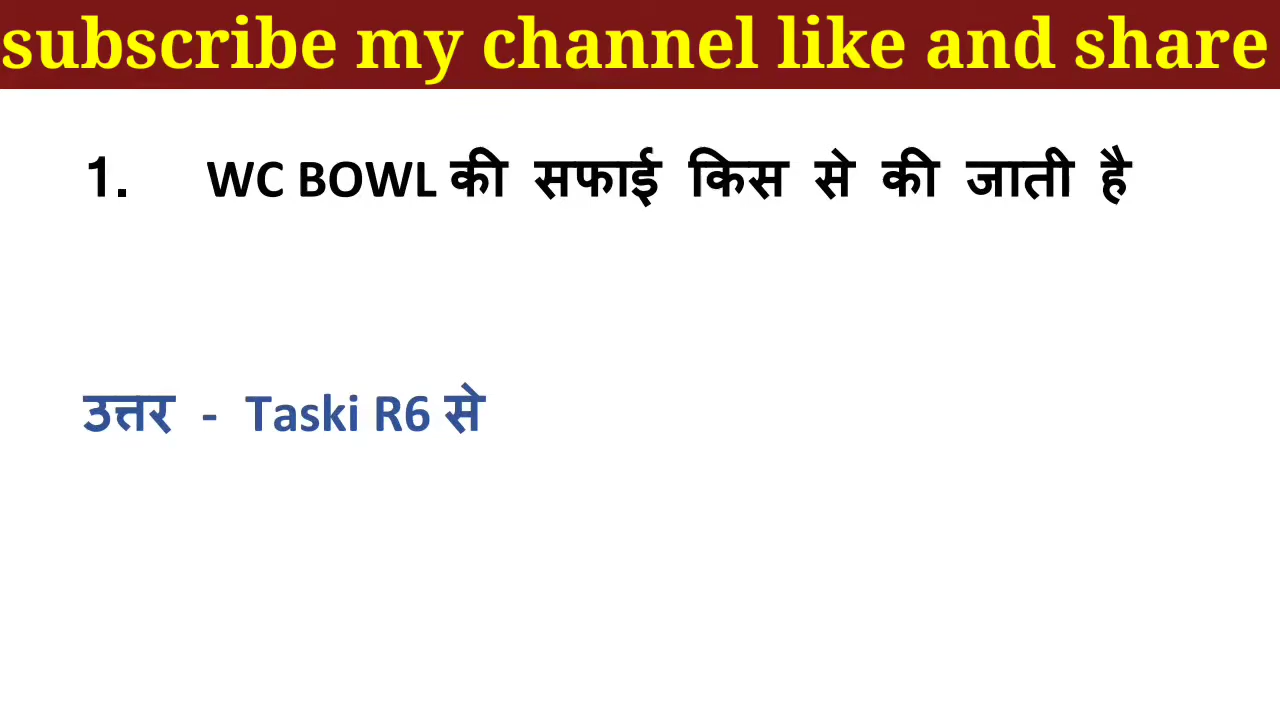 subscribe my channel like and share
1. WC BOWL की सफाई किस से की जाती है
उत्तर - Taski R6 से